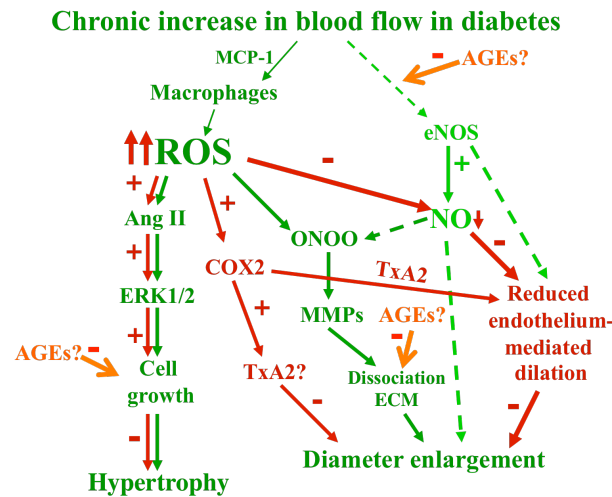 Chronic increase in blood flow in diabetes
MCP-1
- AGEs?
Macrophages
eNOS
ROS
-
+
+
+
Ang II
NO
ONOO
-
+
COX2
TxA2
ERK1/2
+
MMPs
AGEs?
Reduced
endothelium-
mediated
dilation
+
-
AGEs? -
Cell
growth
TxA2?
Dissociation
ECM
-
-
-
Diameter enlargement
Hypertrophy